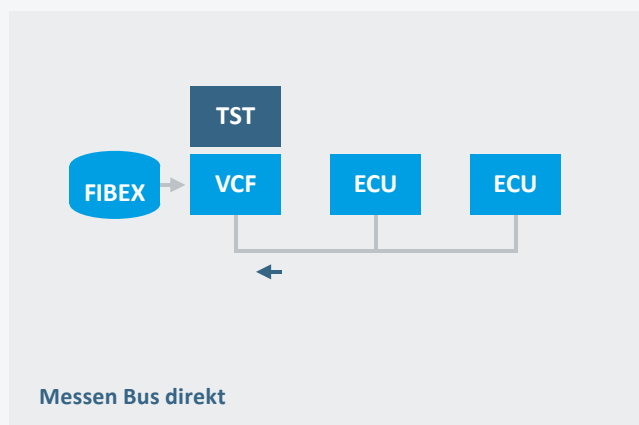 TST
FIBEX
VCF
ECU
ECU
Messen Bus direkt